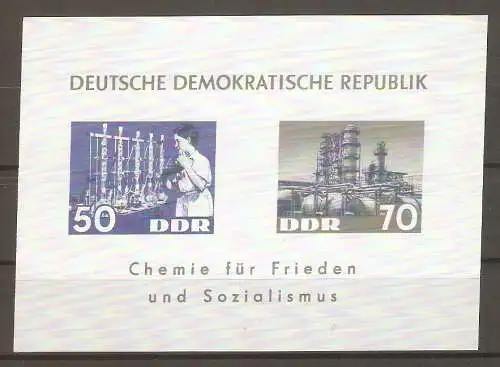 DEUTSCHE DEMOKRATISCHE REPUBLIK
50 DDR
DDR 70
Chemie für Frieden
und Sozialismus